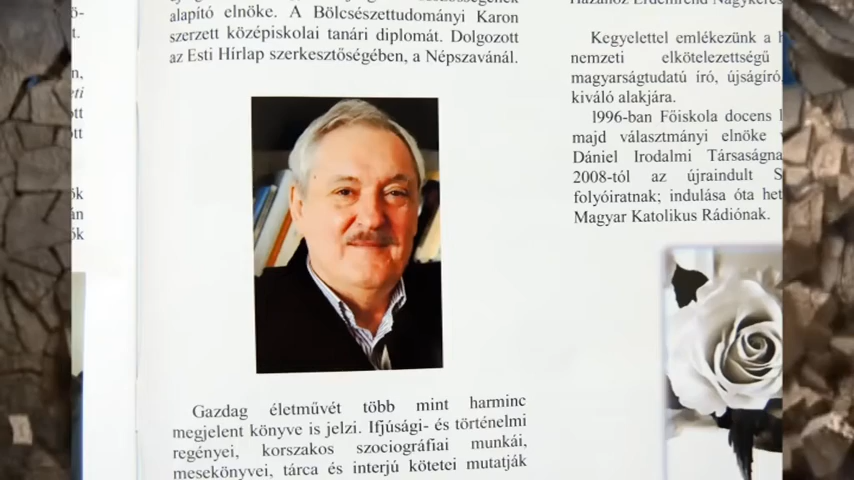 alapító elnöke. A Bölcsészettudományi Karon
szerzett középiskolai tanári diplomát. Dolgozott
az Esti Hírlap szerkesztőségében, a Népszavánál.
Gazdag életművét több mint harminc
megjelent könyve is jelzi. Ifjúsági- és történelmi
regényei, korszakos szociográfiai munkái,
mesekönyvei, tárca és interjú kötetei mutatják
Kegyelettel emlékezünk a
nemzeti elkötelezettségű
magyarságtudatú író, újságíró,
kiváló alakjára.
1996-ban Főiskola docens
majd választmányi elnöke
Dániel Irodalmi Társaságna
2008-tól az újraindult S
folyóiratnak; indulása óta het
Magyar Katolikus Rádiónak.